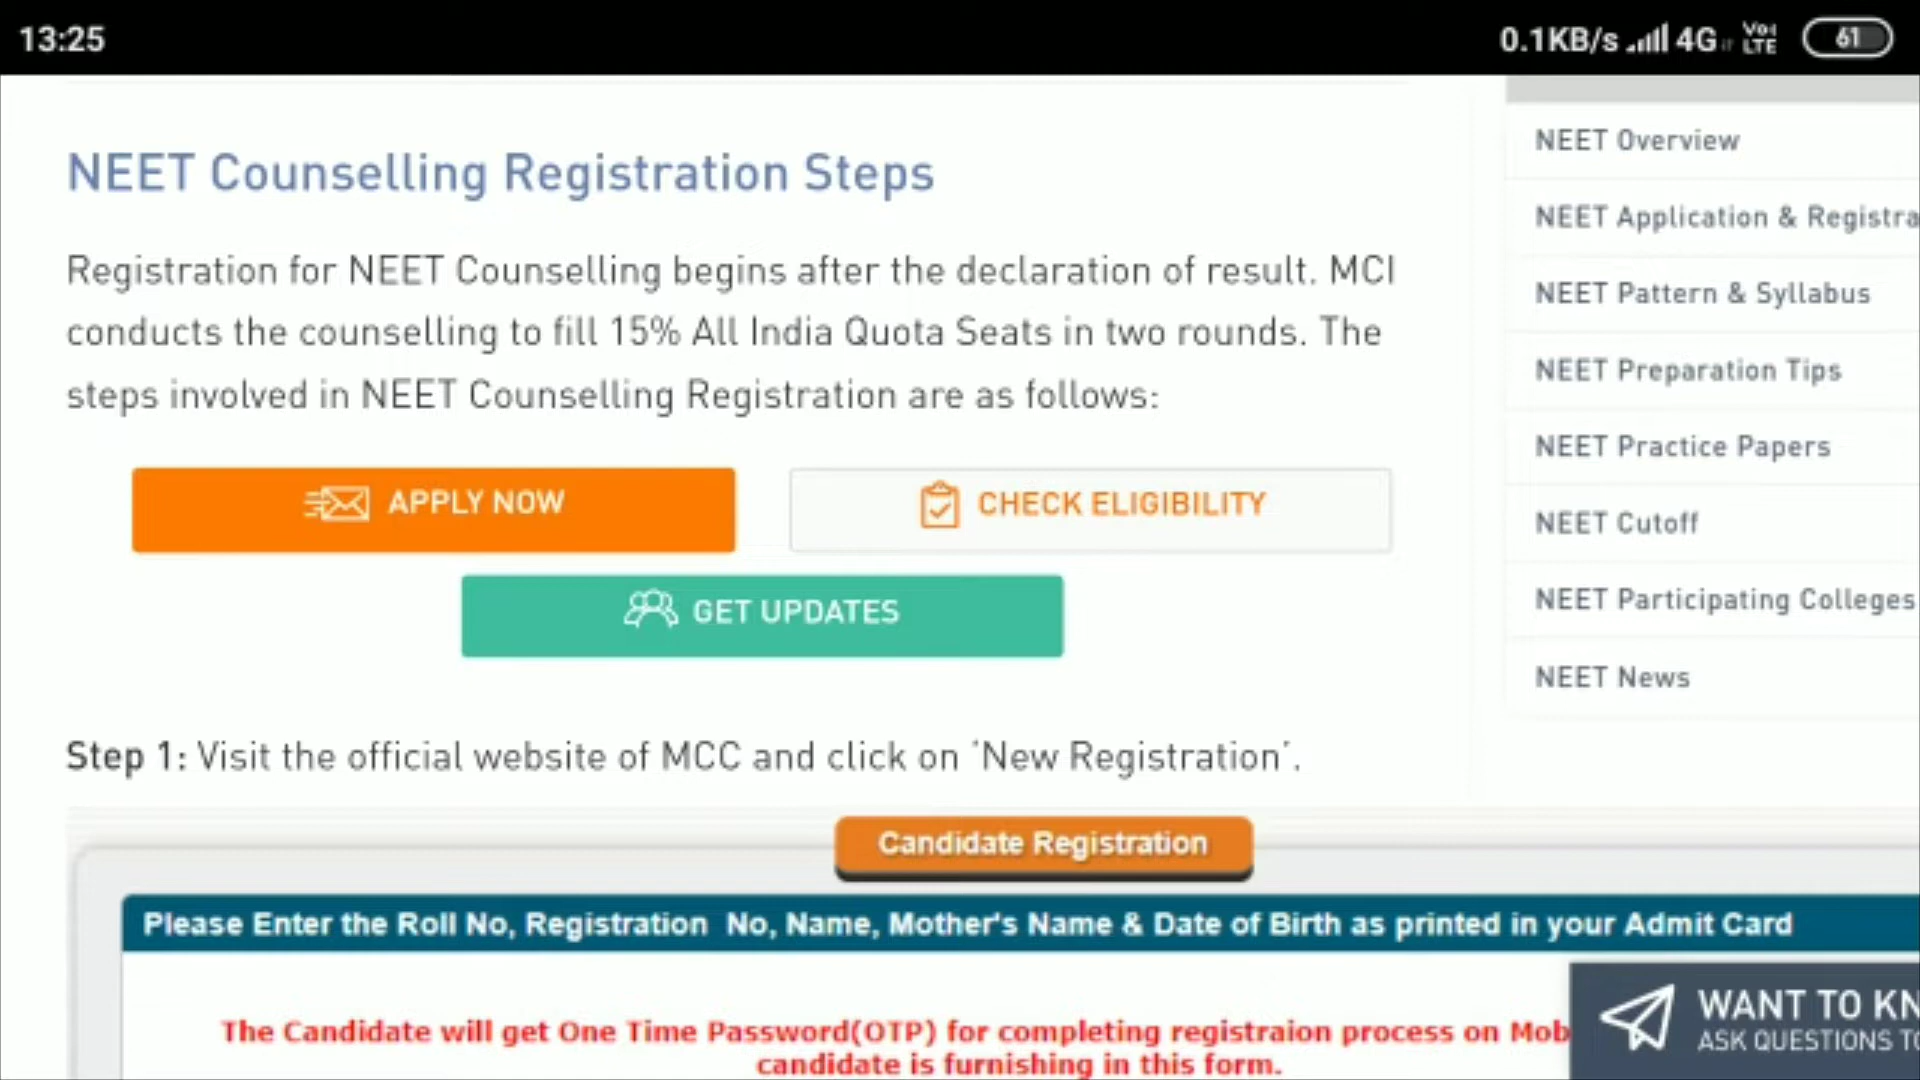 13:25
0.1KB/s 4G VoLTE 61
NEET Counselling Registration Steps
Registration for NEET Counselling begins after the declaration of result. MCI
conducts the counselling to fill 15% All India Quota Seats in two rounds. The
steps involved in NEET Counselling Registration are as follows:
APPLY NOW
CHECK ELIGIBILITY
GET UPDATES
Step 1: Visit the official website of MCC and click on 'New Registration'.
Candidate Registration
Please Enter the Roll No, Registration No, Name, Mother's Name & Date of Birth as printed in your Admit Card
The Candidate will get One Time Password(OTP) for completing registraion process on Mob
candidate is furnishing in this form.
NEET Overview
NEET Application & Registra
NEET Pattern & Syllabus
NEET Preparation Tips
NEET Practice Papers
NEET Cutoff
NEET Participating Colleges
NEET News
WANT TO KN
ASK QUESTIONS TO